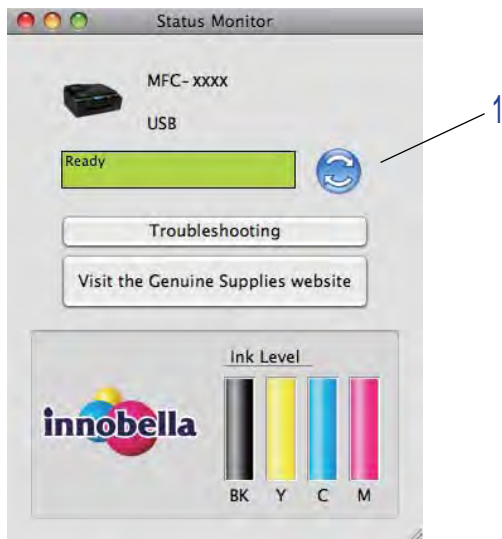 Status Monitor
MFC- xxxx
USB
1
Ready
Troubleshooting
Visit the Genuine Supplies website
Ink Level
innobella
BK Y C M